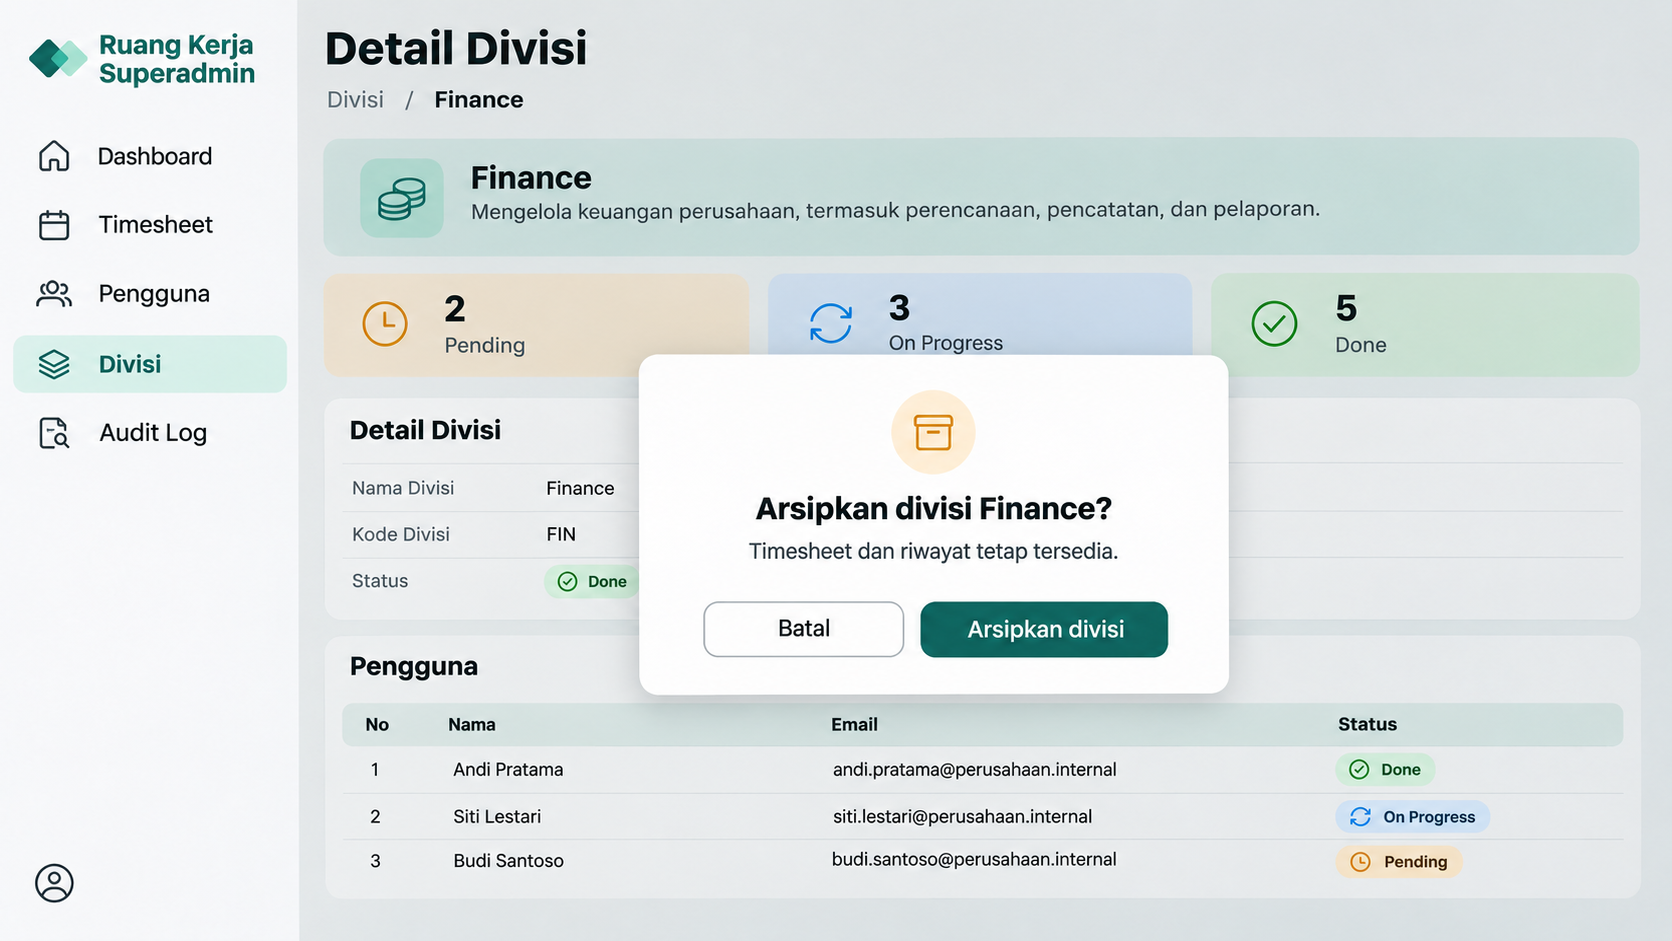 Ruang Kerja
Superadmin
Dashboard
Timesheet
Pengguna
Divisi
Audit Log
Detail Divisi
Divisi / Finance
Finance
Mengelola keuangan perusahaan, termasuk perencanaan, pencatatan, dan pelaporan.
2
Pending
3
On Progress
5
Done
Detail Divisi
Nama Divisi Finance
Kode Divisi FIN
Status Done
Arsipkan divisi Finance?
Timesheet dan riwayat tetap tersedia.
Batal Arsipkan divisi
Pengguna
No Nama Email Status
1 Andi Pratama andi.pratama@perusahaan.internal Done
2 Siti Lestari siti.lestari@perusahaan.internal On Progress
3 Budi Santoso budi.santoso@perusahaan.internal Pending